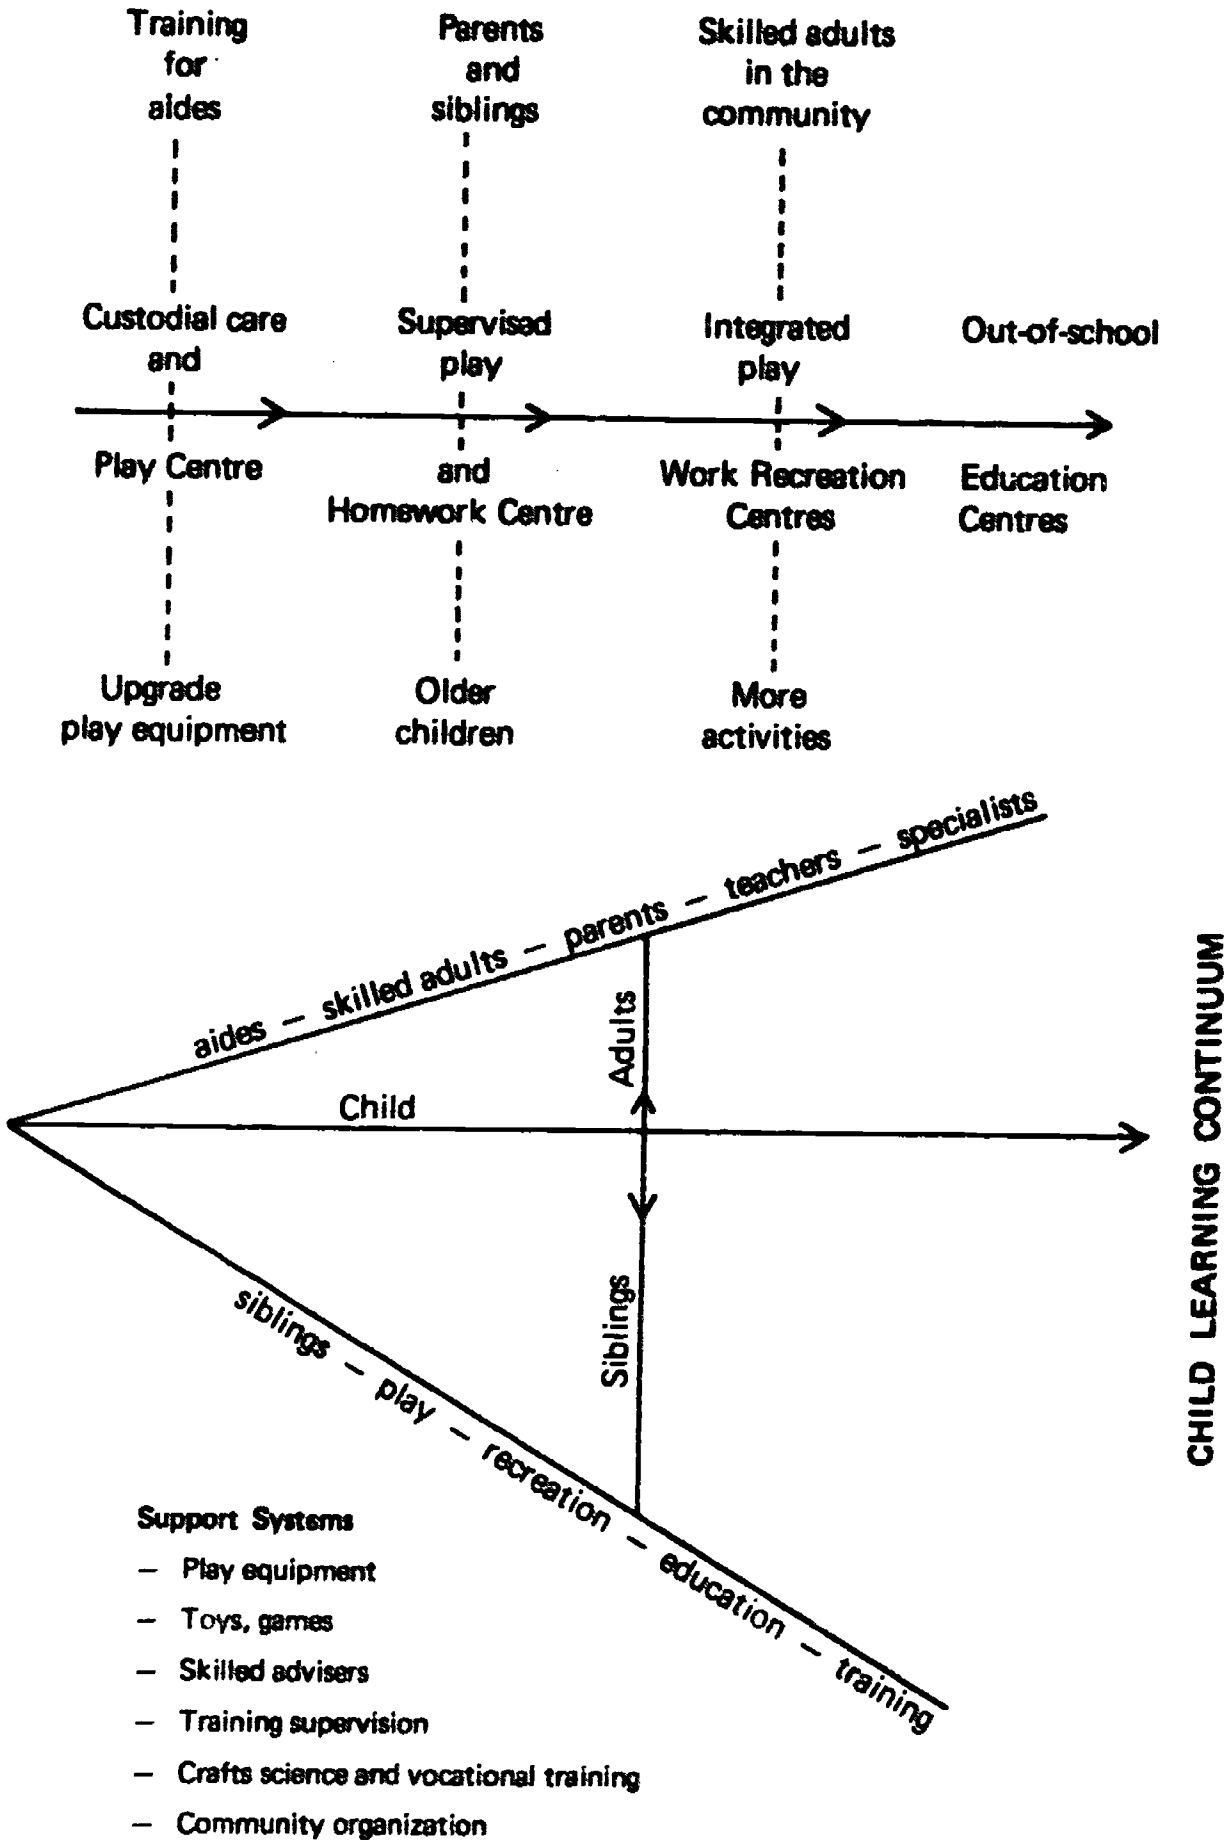 Training
for
aides
Parents
and
siblings
Skilled adults
in the
community
Custodial care
and
Play Centre
Supervised
play
and
Homework Centre
Integrated
play
Work Recreation
Centres
Out-of-school
Education
Centres
Upgrade
play equipment
Older
children
More
activities
aides – skilled adults – parents – teachers – specialists
Adults
Child
Siblings
siblings – play – recreation – education – training
CHILD LEARNING CONTINUUM
Support Systems
– Play equipment
– Toys, games
– Skilled advisers
– Training supervision
– Crafts science and vocational training
– Community organization